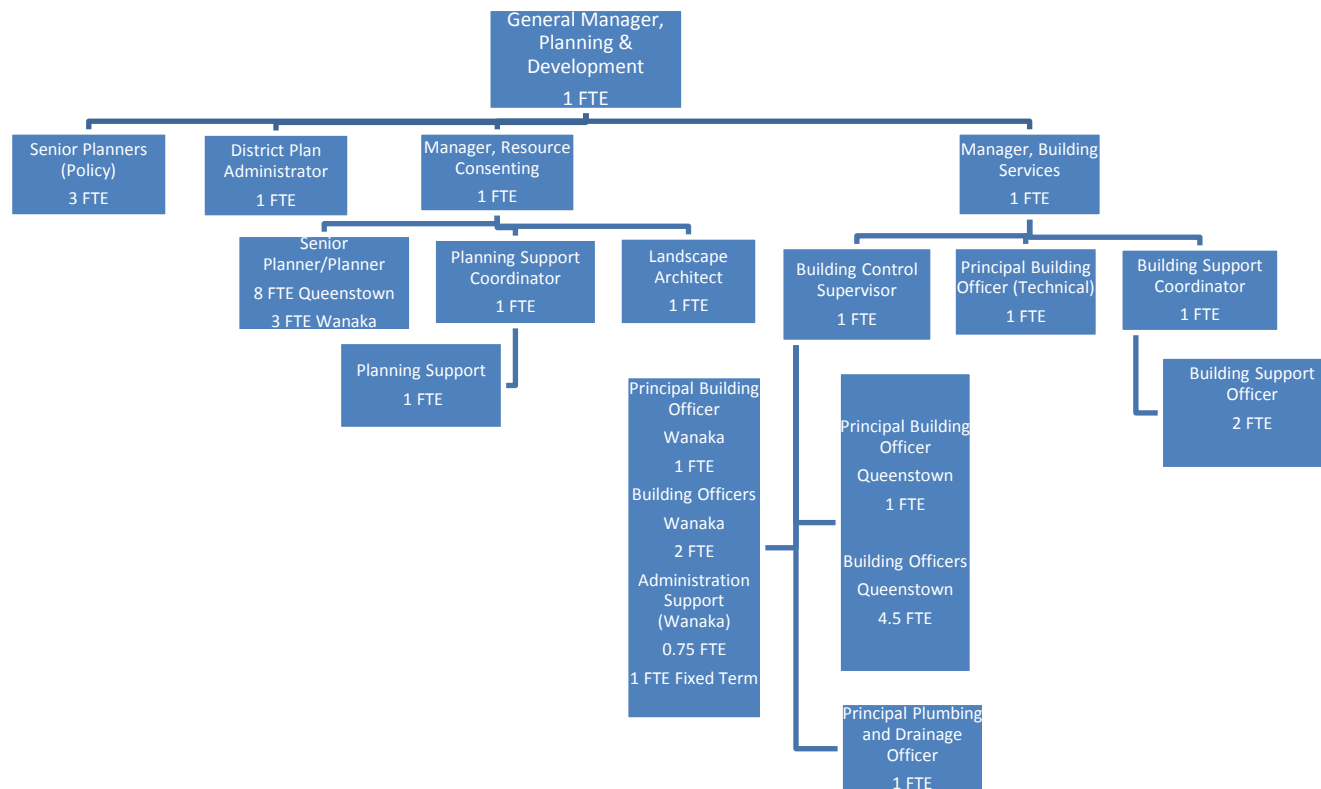 General Manager,
Planning &
Development
1 FTE
Senior Planners
(Policy)
3 FTE
District Plan
Administrator
1 FTE
Manager, Resource
Consenting
1 FTE
Manager, Building
Services
1 FTE
Senior
Planner/Planner
8 FTE Queenstown
3 FTE Wanaka
Planning Support
Coordinator
1 FTE
Landscape
Architect
1 FTE
Building Control
Supervisor
1 FTE
Principal Building
Officer (Technical)
1 FTE
Building Support
Coordinator
1 FTE
Planning Support
1 FTE
Principal Building
Officer
Wanaka
1 FTE
Building Officers
Wanaka
2 FTE
Administration
Support
(Wanaka)
0.75 FTE
1 FTE Fixed Term
Principal Building
Officer
Queenstown
1 FTE
Building Officers
Queenstown
4.5 FTE
Building Support
Officer
2 FTE
Principal Plumbing
and Drainage
Officer
1 FTE